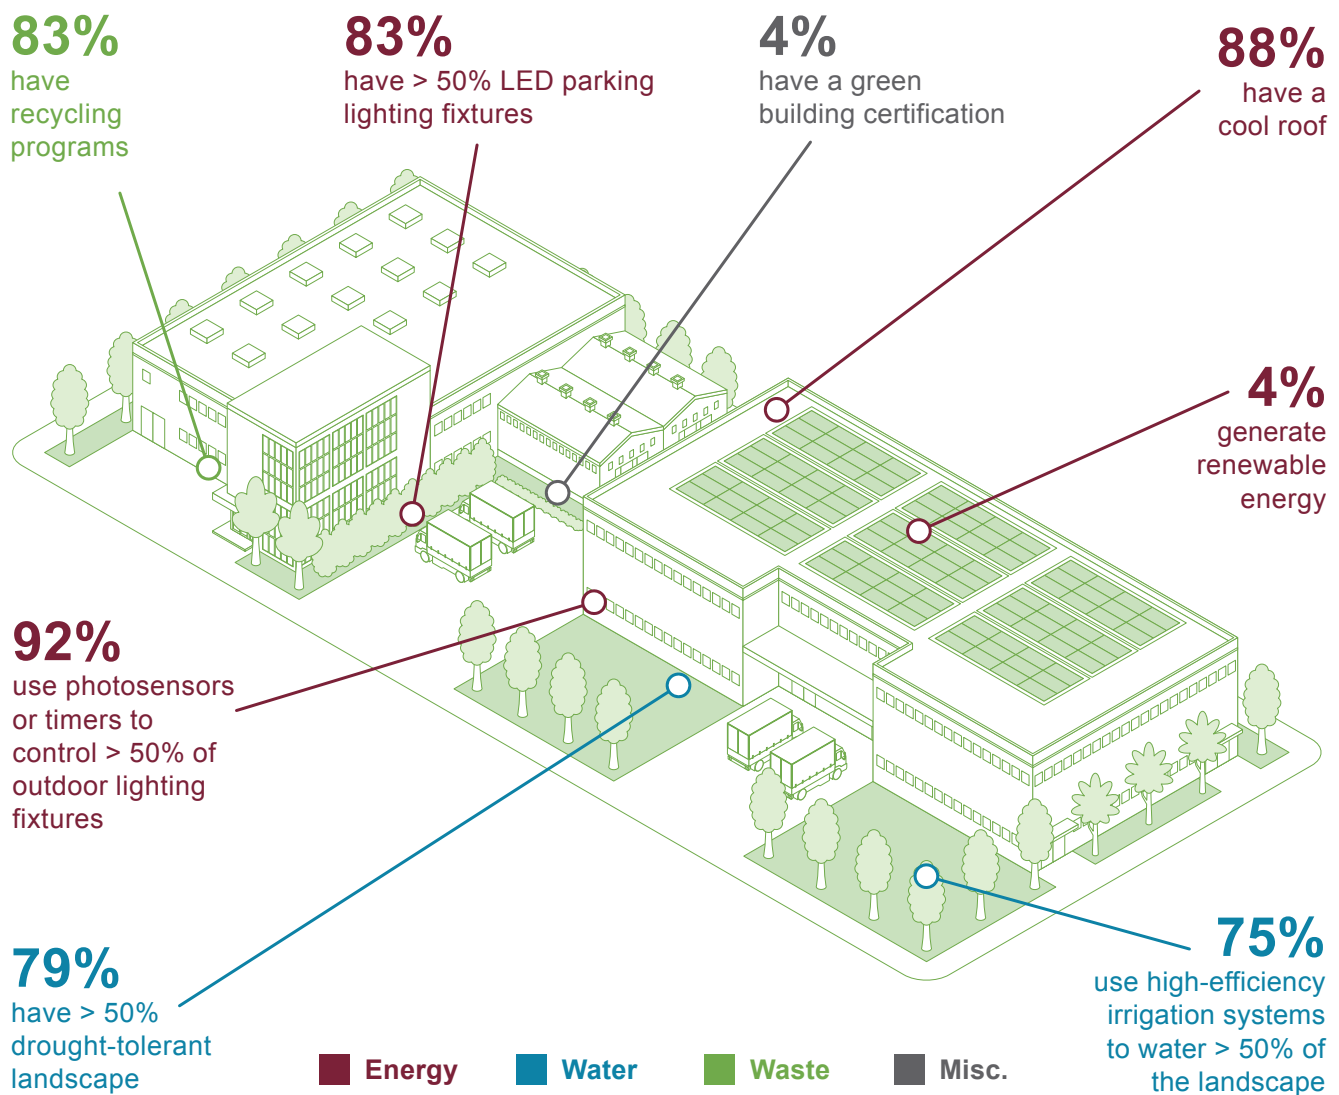 83%
have
recycling
programs
83%
have > 50% LED parking
lighting fixtures
4%
have a green
building certification
88%
have a
cool roof
4%
generate
renewable
energy
92%
use photosensors
or timers to
control > 50% of
outdoor lighting
fixtures
79%
have > 50%
drought-tolerant
landscape
75%
use high-efficiency
irrigation systems
to water > 50% of
the landscape
Energy
Water
Waste
Misc.